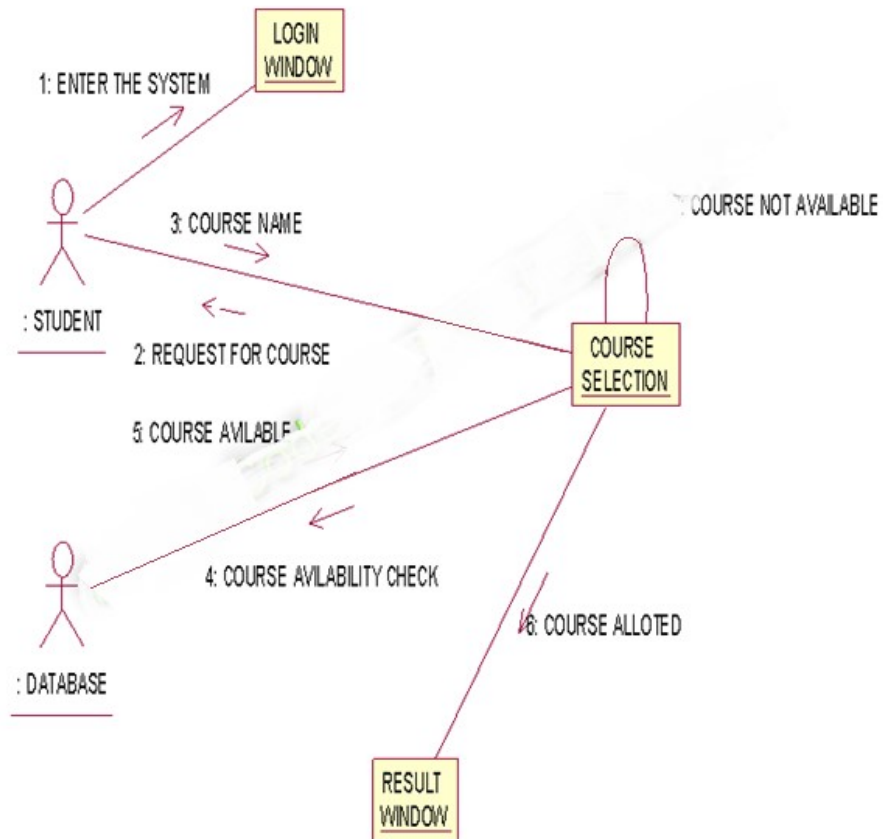 LOGIN
WINDOW
1: ENTER THE SYSTEM
: COURSE NOT AVAILABLE
3: COURSE NAME
: STUDENT
2: REQUEST FOR COURSE
COURSE
SELECTION
5: COURSE AVILABLE
4: COURSE AVILABILITY CHECK
6: COURSE ALLOTED
: DATABASE
RESULT
WINDOW